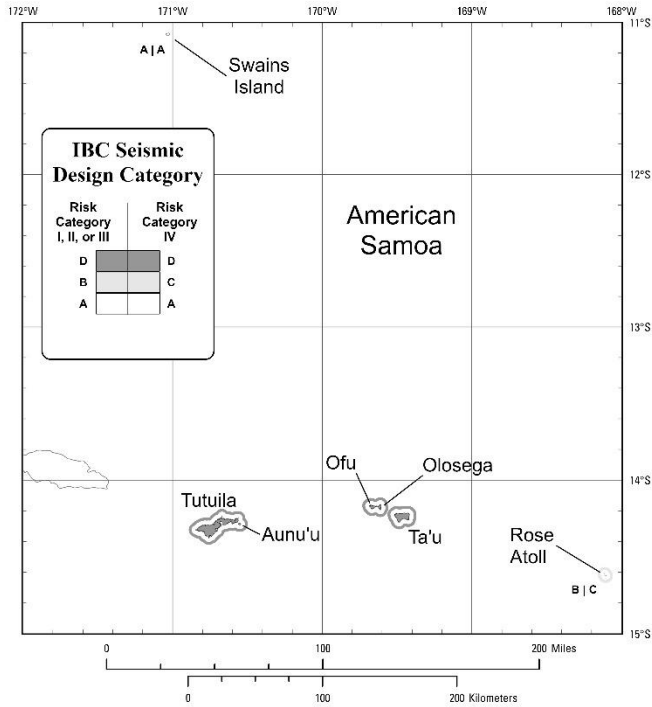 172°W 171°W 170°W 169°W 168°W
11°S
A | A
Swains
Island
IBC Seismic
Design Category
Risk
Category
I, II, or III
Risk
Category
IV
D D
B C
A A
12°S
American
Samoa
13°S
14°S
Ofu
Olosega
Tutuila
Aunu'u
Ta'u
Rose
Atoll
B | C
15°S
0 100 200 Miles
0 100 200 Kilometers